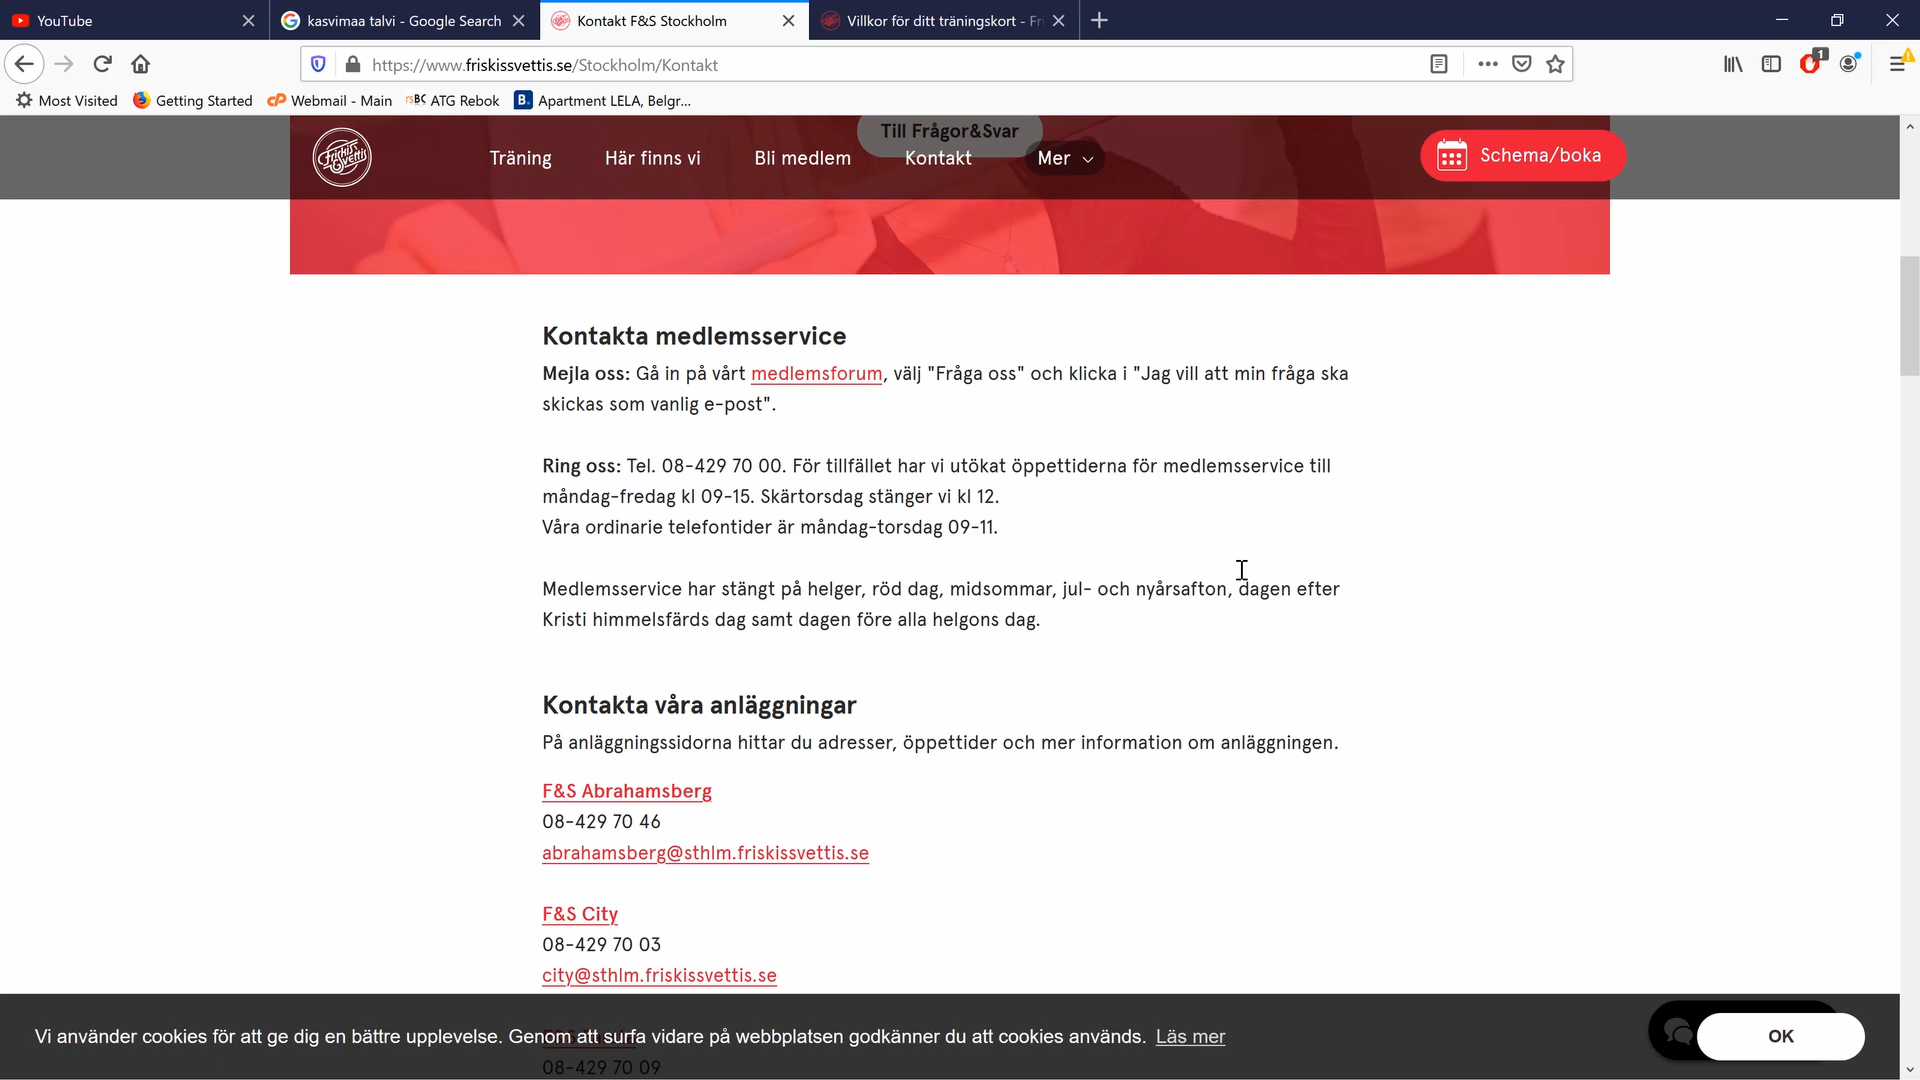 YouTube
kasvimaa talvi - Google Search
Kontakt F&S Stockholm
Villkor för ditt träningskort - Fri
https://www.friskissvettis.se/Stockholm/Kontakt
1
Most Visited
Getting Started
Webmail - Main
ATG Rebok
B. Apartment LELA, Belgr...
Till Frågor&Svar
Friskis Svettis
Träning
Här finns vi
Bli medlem
Kontakt
Mer
Schema/boka
Kontakta medlemsservice
Mejla oss: Gå in på vårt medlemsforum, välj "Fråga oss" och klicka i "Jag vill att min fråga ska
skickas som vanlig e-post".
Ring oss: Tel. 08-429 70 00. För tillfället har vi utökat öppettiderna för medlemsservice till
måndag-fredag kl 09-15. Skärtorsdag stänger vi kl 12.
Våra ordinarie telefontider är måndag-torsdag 09-11.
Medlemsservice har stängt på helger, röd dag, midsommar, jul- och nyårsafton, dagen efter
Kristi himmelsfärds dag samt dagen före alla helgons dag.
Kontakta våra anläggningar
På anläggningssidorna hittar du adresser, öppettider och mer information om anläggningen.
F&S Abrahamsberg
08-429 70 46
abrahamsberg@sthlm.friskissvettis.se
F&S City
08-429 70 03
city@sthlm.friskissvettis.se
Vi använder cookies för att ge dig en bättre upplevelse. Genom att surfa vidare på webbplatsen godkänner du att cookies används. Läs mer
OK
08-429 70 09